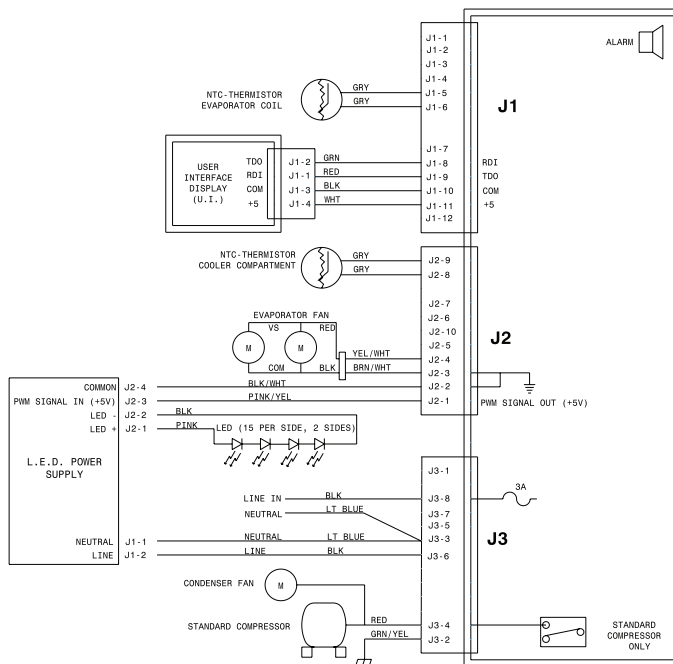 ALARM
J1-1
J1-2
J1-3
J1-4
NTC-THERMISTOR
EVAPORATOR COIL
GRY
J1-5
GRY
J1-6
J1
J1-7
USER
INTERFACE
DISPLAY
(U.I.)
TDO
J1-2
GRN
J1-8
RDI
RDI
J1-1
RED
J1-9
TDO
COM
J1-3
BLK
J1-10
COM
+5
J1-4
WHT
J1-11
+5
J1-12
NTC-THERMISTOR
COOLER COMPARTMENT
GRY
J2-9
GRY
J2-8
J2-7
EVAPORATOR FAN
J2-6
VS
RED
J2-10
J2
M
M
J2-5
YEL/WHT
J2-4
COM
BLK
BRN/WHT
J2-3
COMMON
J2-4
BLK/WHT
J2-2
PWM SIGNAL IN (+5V)
J2-3
PINK/YEL
J2-1
PWM SIGNAL OUT (+5V)
LED -
J2-2
BLK
LED +
J2-1
PINK
LED (15 PER SIDE, 2 SIDES)
L.E.D. POWER
SUPPLY
J3-1
3A
LINE IN
BLK
J3-8
NEUTRAL
LT BLUE
J3-7
J3-5
J3
NEUTRAL
J1-1
NEUTRAL
LT BLUE
J3-3
LINE
J1-2
LINE
BLK
J3-6
CONDENSER FAN
M
STANDARD COMPRESSOR
RED
J3-4
GRN/YEL
J3-2
STANDARD
COMPRESSOR
ONLY